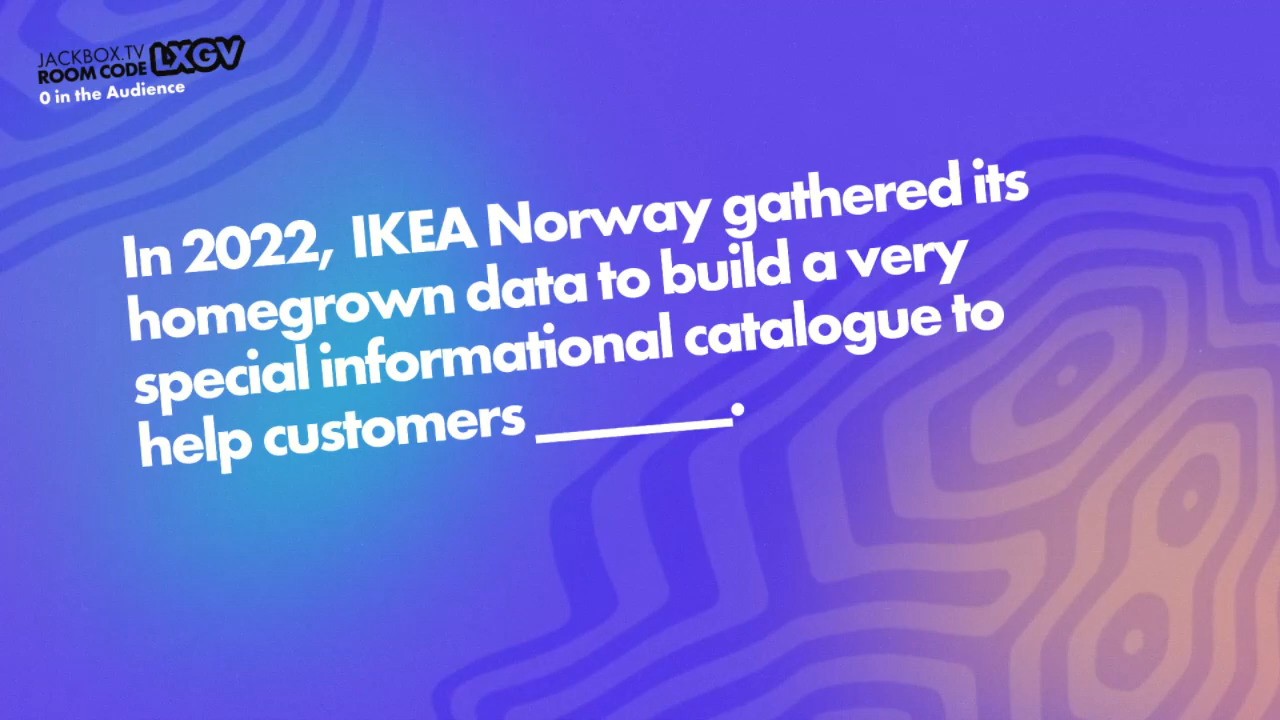 JACKBOX.TV
ROOM CODE LXGV
0 in the Audience
In 2022, IKEA Norway gathered its
homegrown data to build a very
special informational catalogue to
help customers ________.